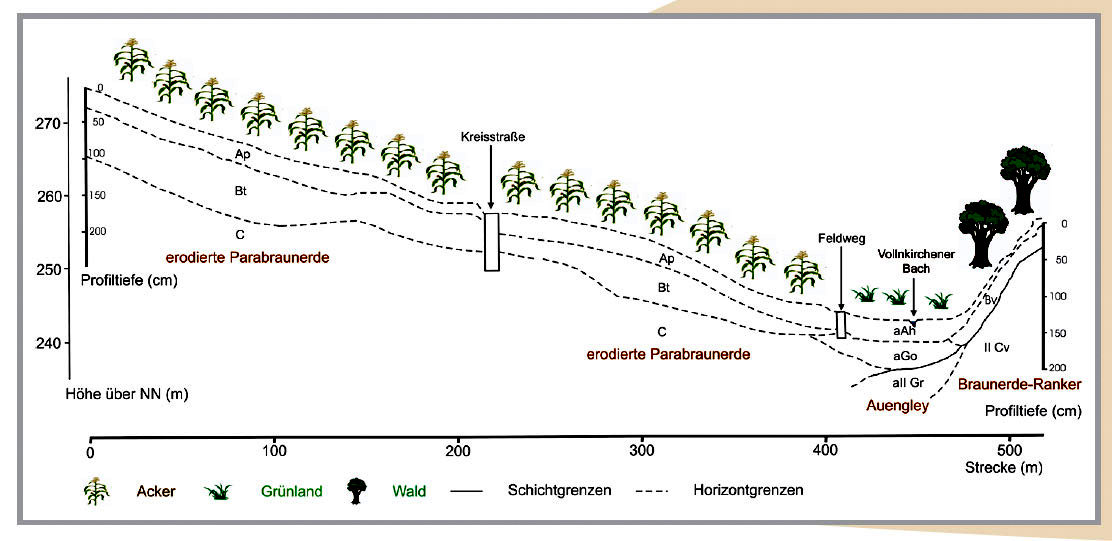 270
260
250
240
Höhe über NN (m)
0
50
100
150
200
Profiltiefe (cm)
Ap
Bt
C
erodierte Parabraunerde
Kreisstraße
Ap
Bt
C
erodierte Parabraunerde
Feldweg
Vollnkirchener
Bach
aAh
aGo
aII Gr
Auengley
Bv
II Cv
Braunerde-Ranker
0
50
100
150
200
Profiltiefe (cm)
0
100
200
300
400
500
Strecke (m)
Acker
Grünland
Wald
Schichtgrenzen
Horizontgrenzen